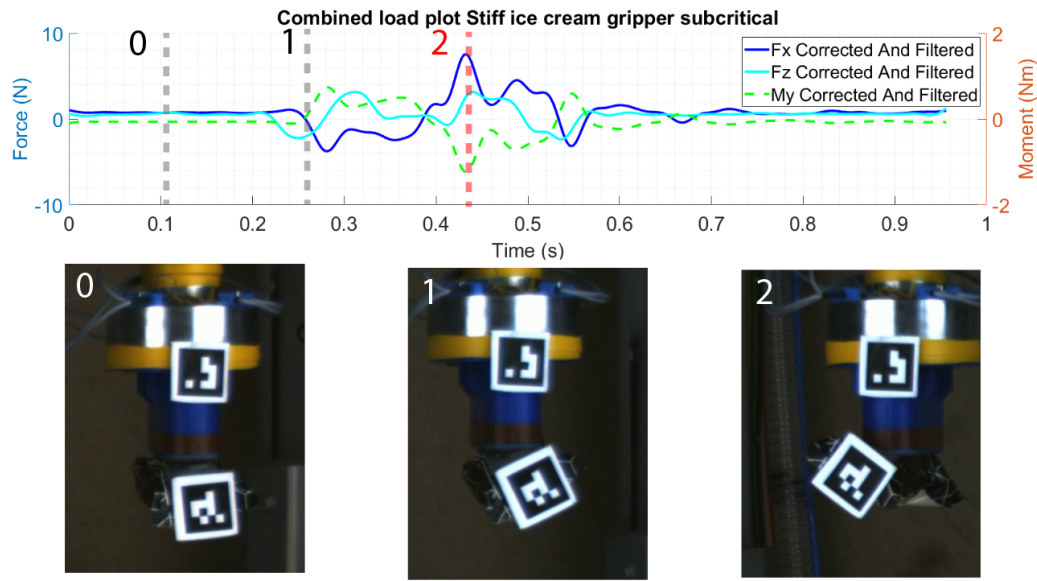 Combined load plot Stiff ice cream gripper subcritical
10
0
-10
Force (N)
0
1
2
Fx Corrected And Filtered
Fz Corrected And Filtered
My Corrected And Filtered
2
1
0
-1
-2
Moment (Nm)
0 0.1 0.2 0.3 0.4 0.5 0.6 0.7 0.8 0.9 1
Time (s)
0
1
2